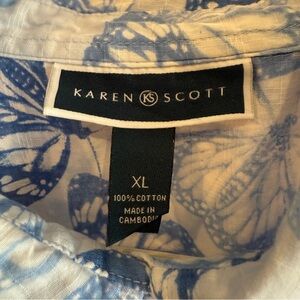 KAREN KS SCOTT
XL
100% COTTON
MADE IN
CAMBODIA